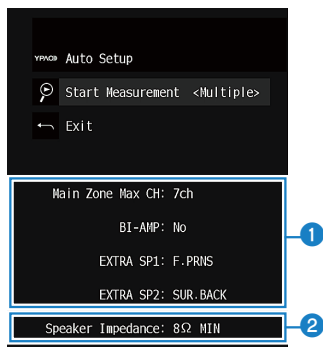 YPAO Auto Setup
Start Measurement <Multiple>
Exit
Main Zone Max CH: 7ch
BI-AMP: No
EXTRA SP1: F.PRNS
EXTRA SP2: SUR.BACK
1
Speaker Impedance: 8Ω MIN
2